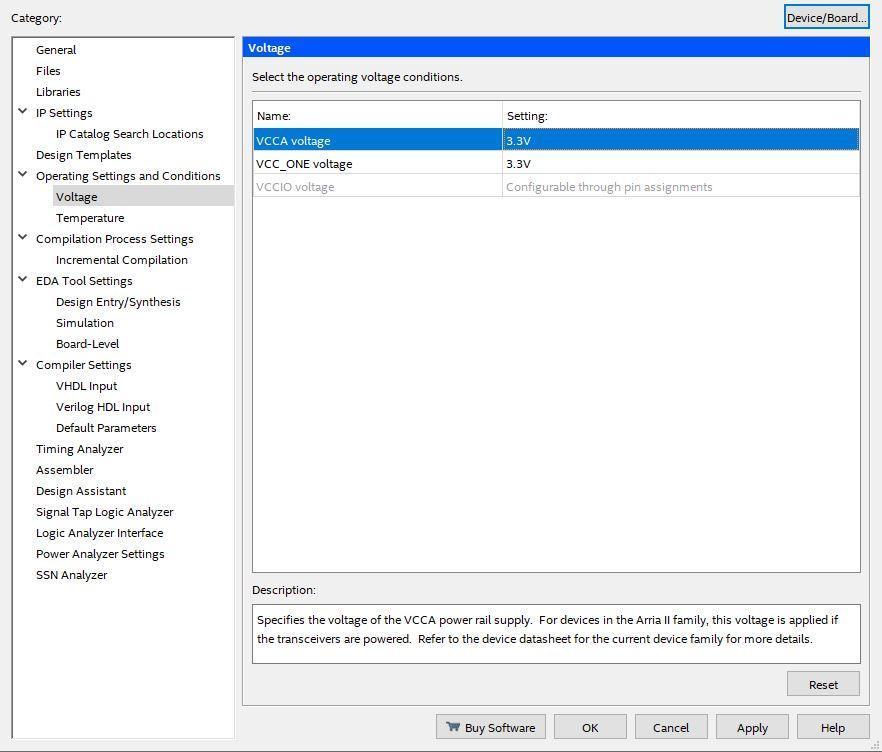 Category:
Device/Board...
General
Files
Libraries
IP Settings
IP Catalog Search Locations
Design Templates
Operating Settings and Conditions
Voltage
Temperature
Compilation Process Settings
Incremental Compilation
EDA Tool Settings
Design Entry/Synthesis
Simulation
Board-Level
Compiler Settings
VHDL Input
Verilog HDL Input
Default Parameters
Timing Analyzer
Assembler
Design Assistant
Signal Tap Logic Analyzer
Logic Analyzer Interface
Power Analyzer Settings
SSN Analyzer
Voltage
Select the operating voltage conditions.
Name: Setting:
VCCA voltage 3.3V
VCC_ONE voltage 3.3V
VCCIO voltage Configurable through pin assignments
Description:
Specifies the voltage of the VCCA power rail supply. For devices in the Arria II family, this voltage is applied if
the transceivers are powered. Refer to the device datasheet for the current device family for more details.
Reset
Buy Software OK Cancel Apply Help